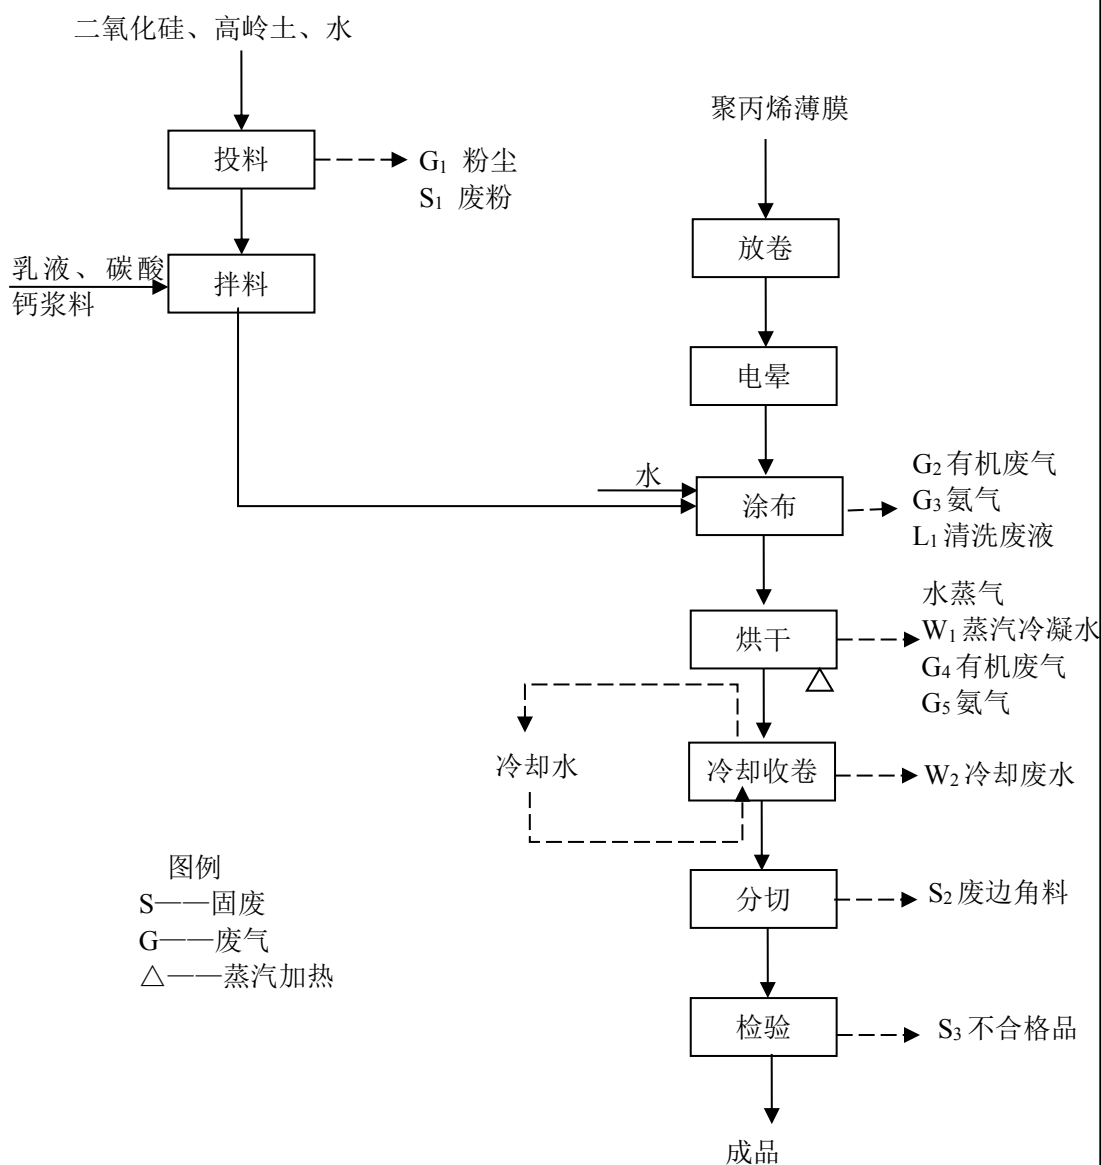 二氧化硅、高岭土、水
聚丙烯薄膜
投料
G1 粉尘
S1 废粉
放卷
乳液、碳酸
钙浆料
拌料
电晕
水
涂布
G2有机废气
G3氨气
L1清洗废液
烘干
水蒸气
W1蒸汽冷凝水
G4有机废气
G5氨气
冷却水
冷却收卷
W2冷却废水
图例
S——固废
G——废气
△——蒸汽加热
分切
S2废边角料
检验
S3不合格品
成品